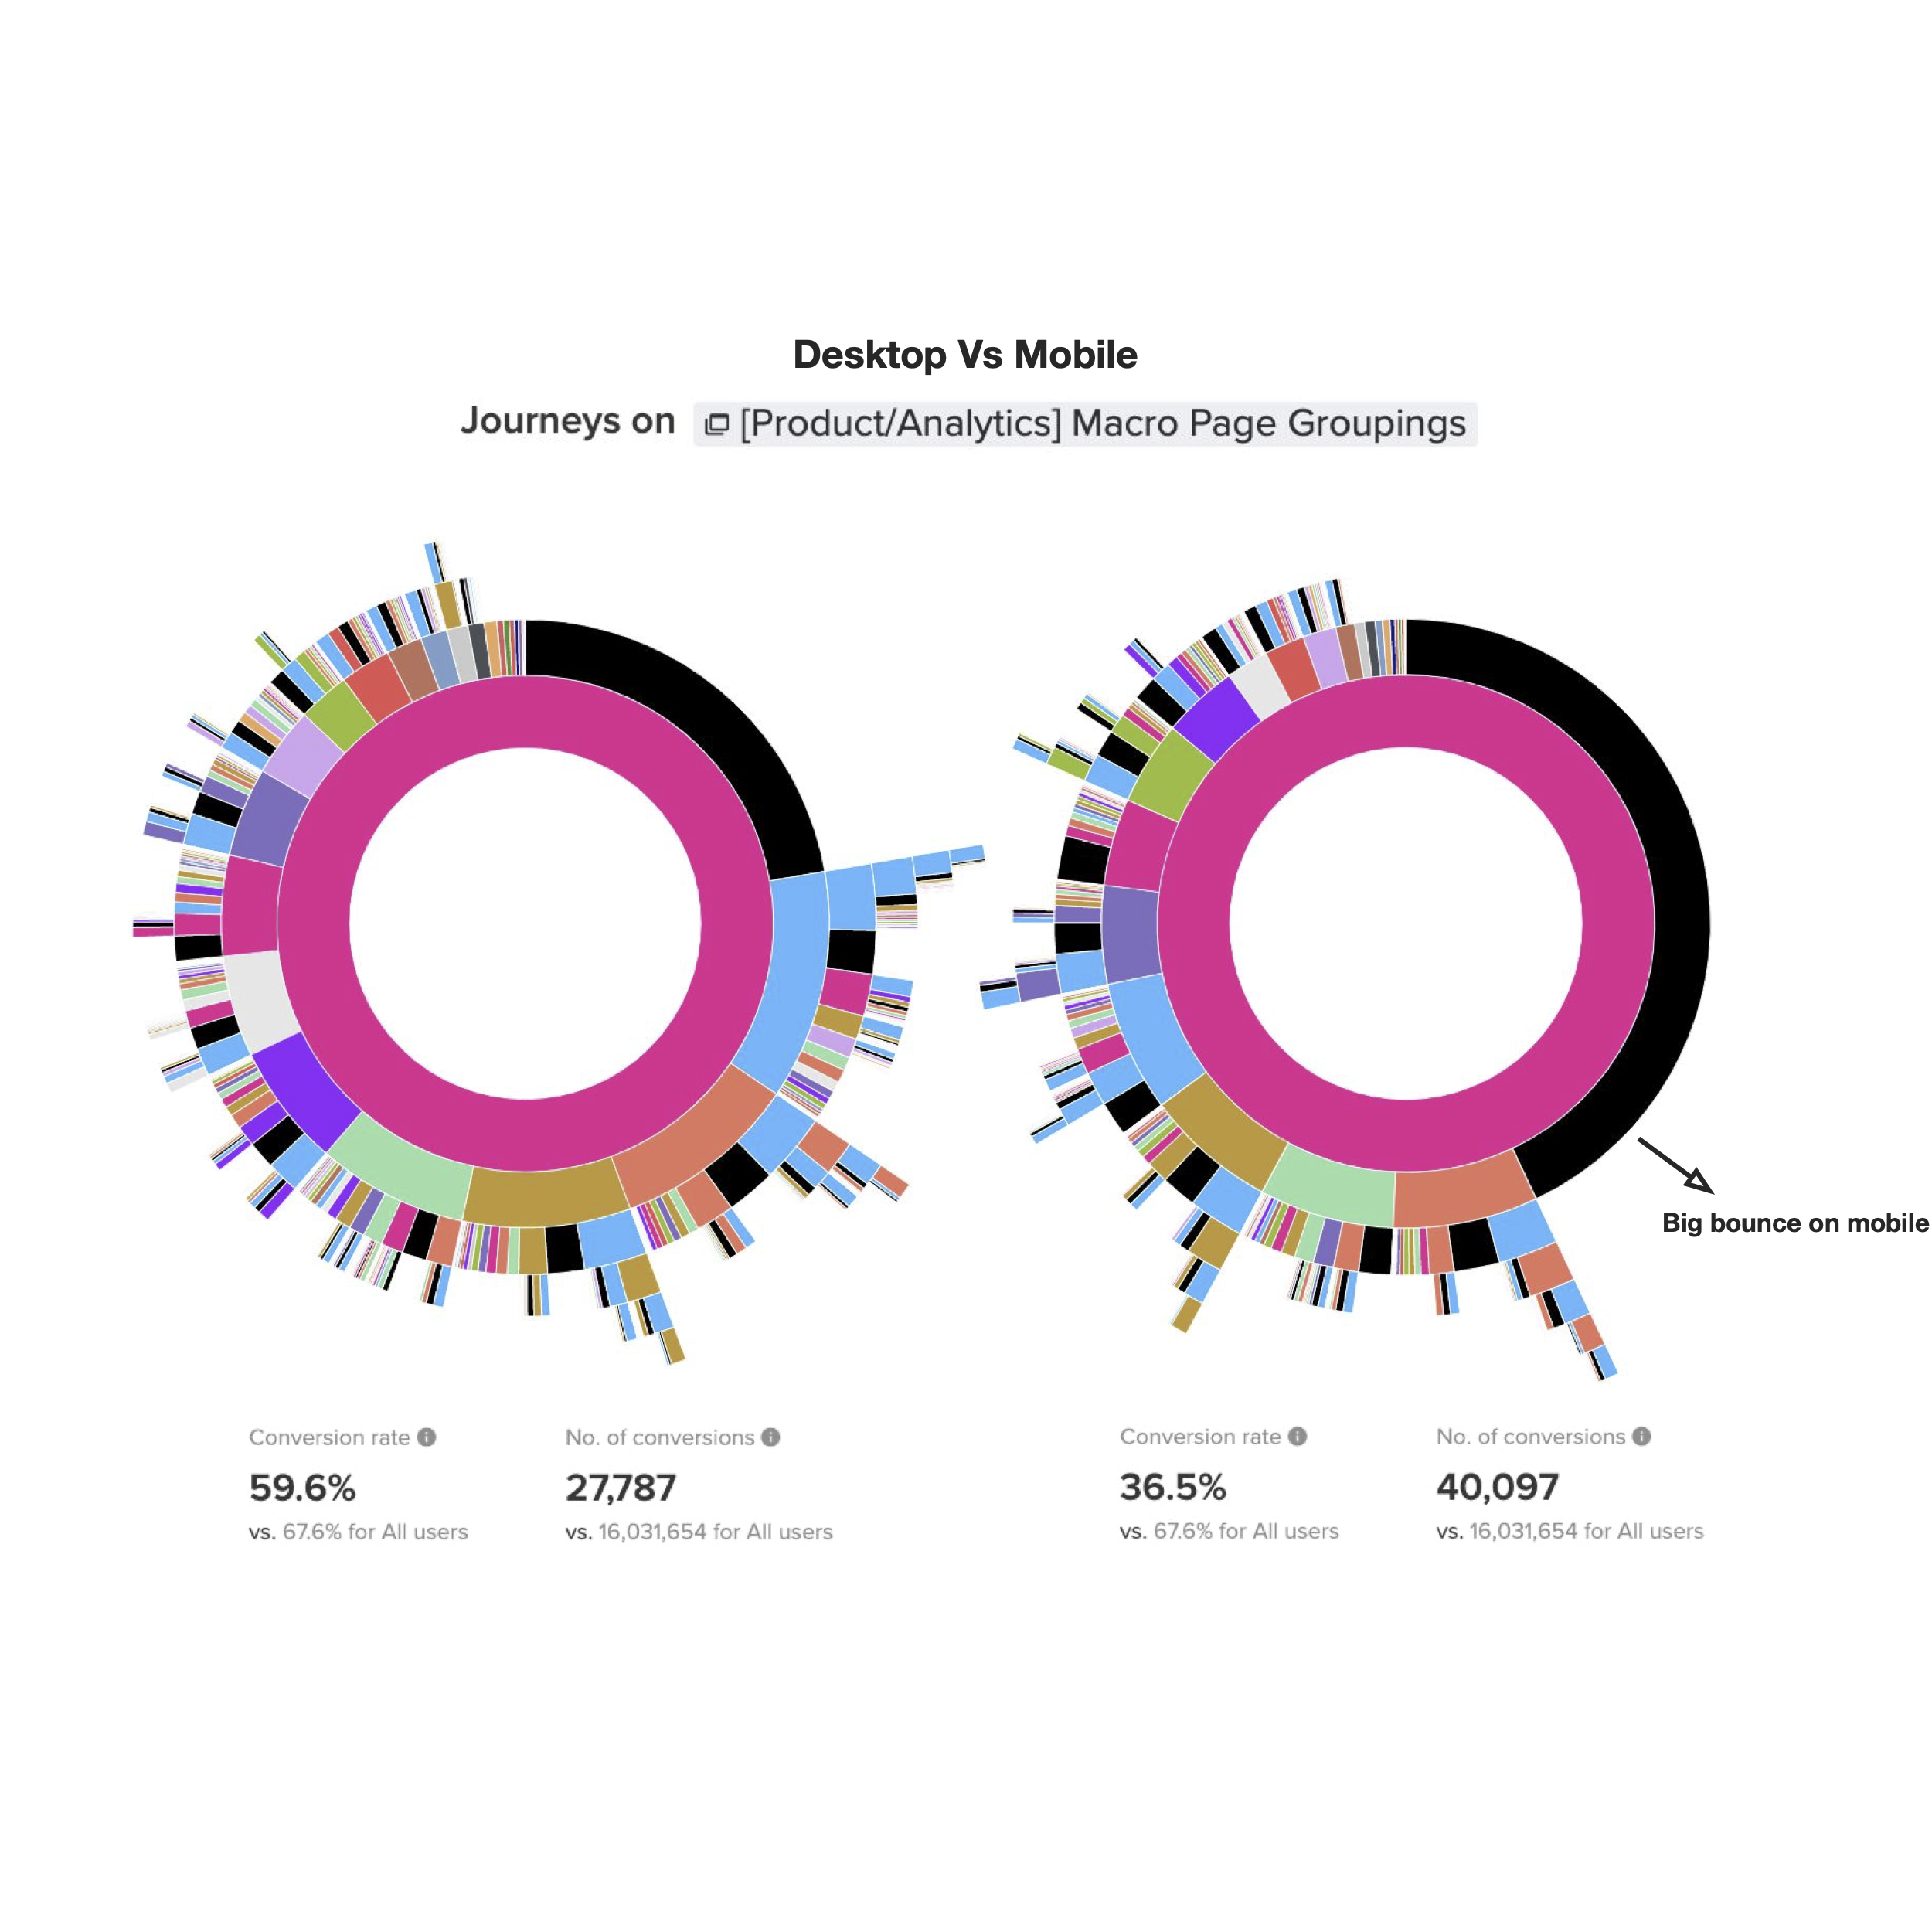 Desktop Vs Mobile
Journeys on [Product/Analytics] Macro Page Groupings
Big bounce on mobile
Conversion rate
No. of conversions
59.6%
27,787
vs. 67.6% for All users
vs. 16,031,654 for All users
Conversion rate
No. of conversions
36.5%
40,097
vs. 67.6% for All users
vs. 16,031,654 for All users